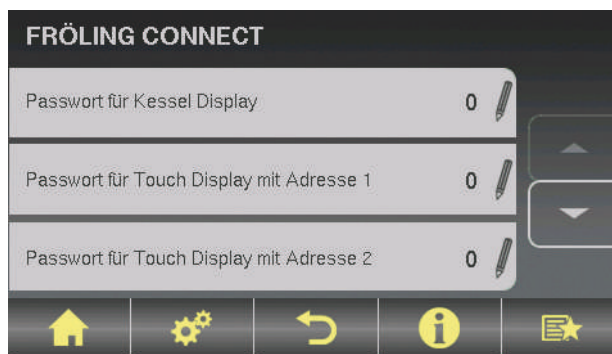 FRÖLING CONNECT
Passwort für Kessel Display 0
Passwort für Touch Display mit Adresse 1 0
Passwort für Touch Display mit Adresse 2 0